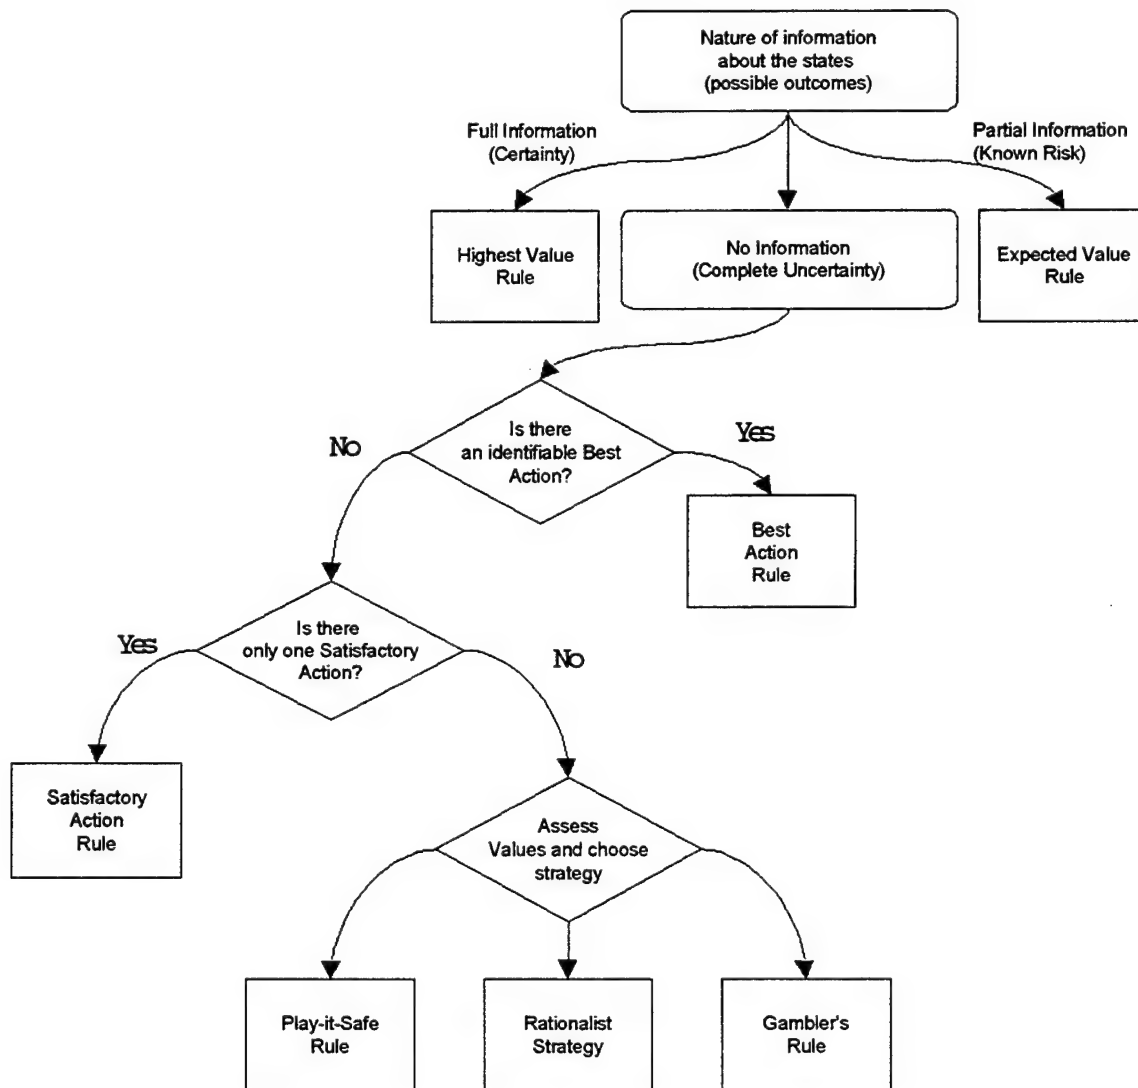 Nature of information
about the states
(possible outcomes)
Full Information
(Certainty)
Partial Information
(Known Risk)
Highest Value
Rule
No Information
(Complete Uncertainty)
Expected Value
Rule
Is there
an identifiable Best
Action?
No
Yes
Best
Action
Rule
Is there
only one Satisfactory
Action?
Yes
No
Satisfactory
Action
Rule
Assess
Values and choose
strategy
Play-it-Safe
Rule
Rationalist
Strategy
Gambler's
Rule